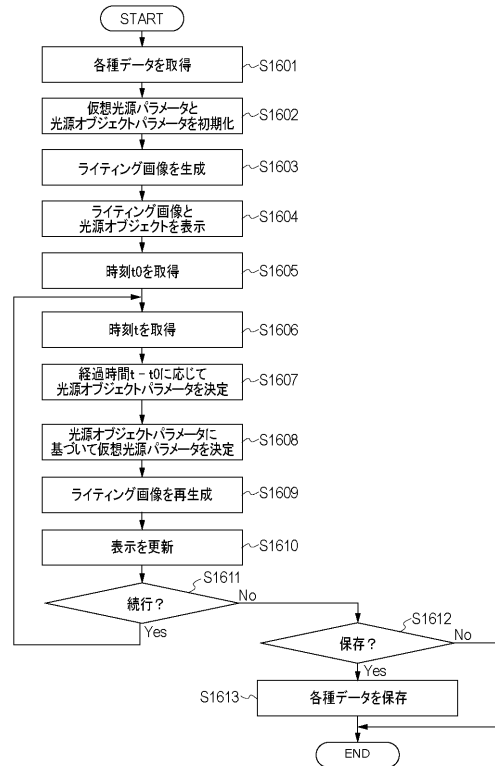 START
各種データを取得
S1601
仮想光源パラメータと
光源オブジェクトパラメータを初期化
S1602
ライティング画像を生成
S1603
ライティング画像と
光源オブジェクトを表示
S1604
時刻t0を取得
S1605
時刻tを取得
S1606
経過時間t - t0に応じて
光源オブジェクトパラメータを決定
S1607
光源オブジェクトパラメータに
基づいて仮想光源パラメータを決定
S1608
ライティング画像を再生成
S1609
表示を更新
S1610
S1611
続行?
No
Yes
S1612
保存?
No
Yes
S1613
各種データを保存
END